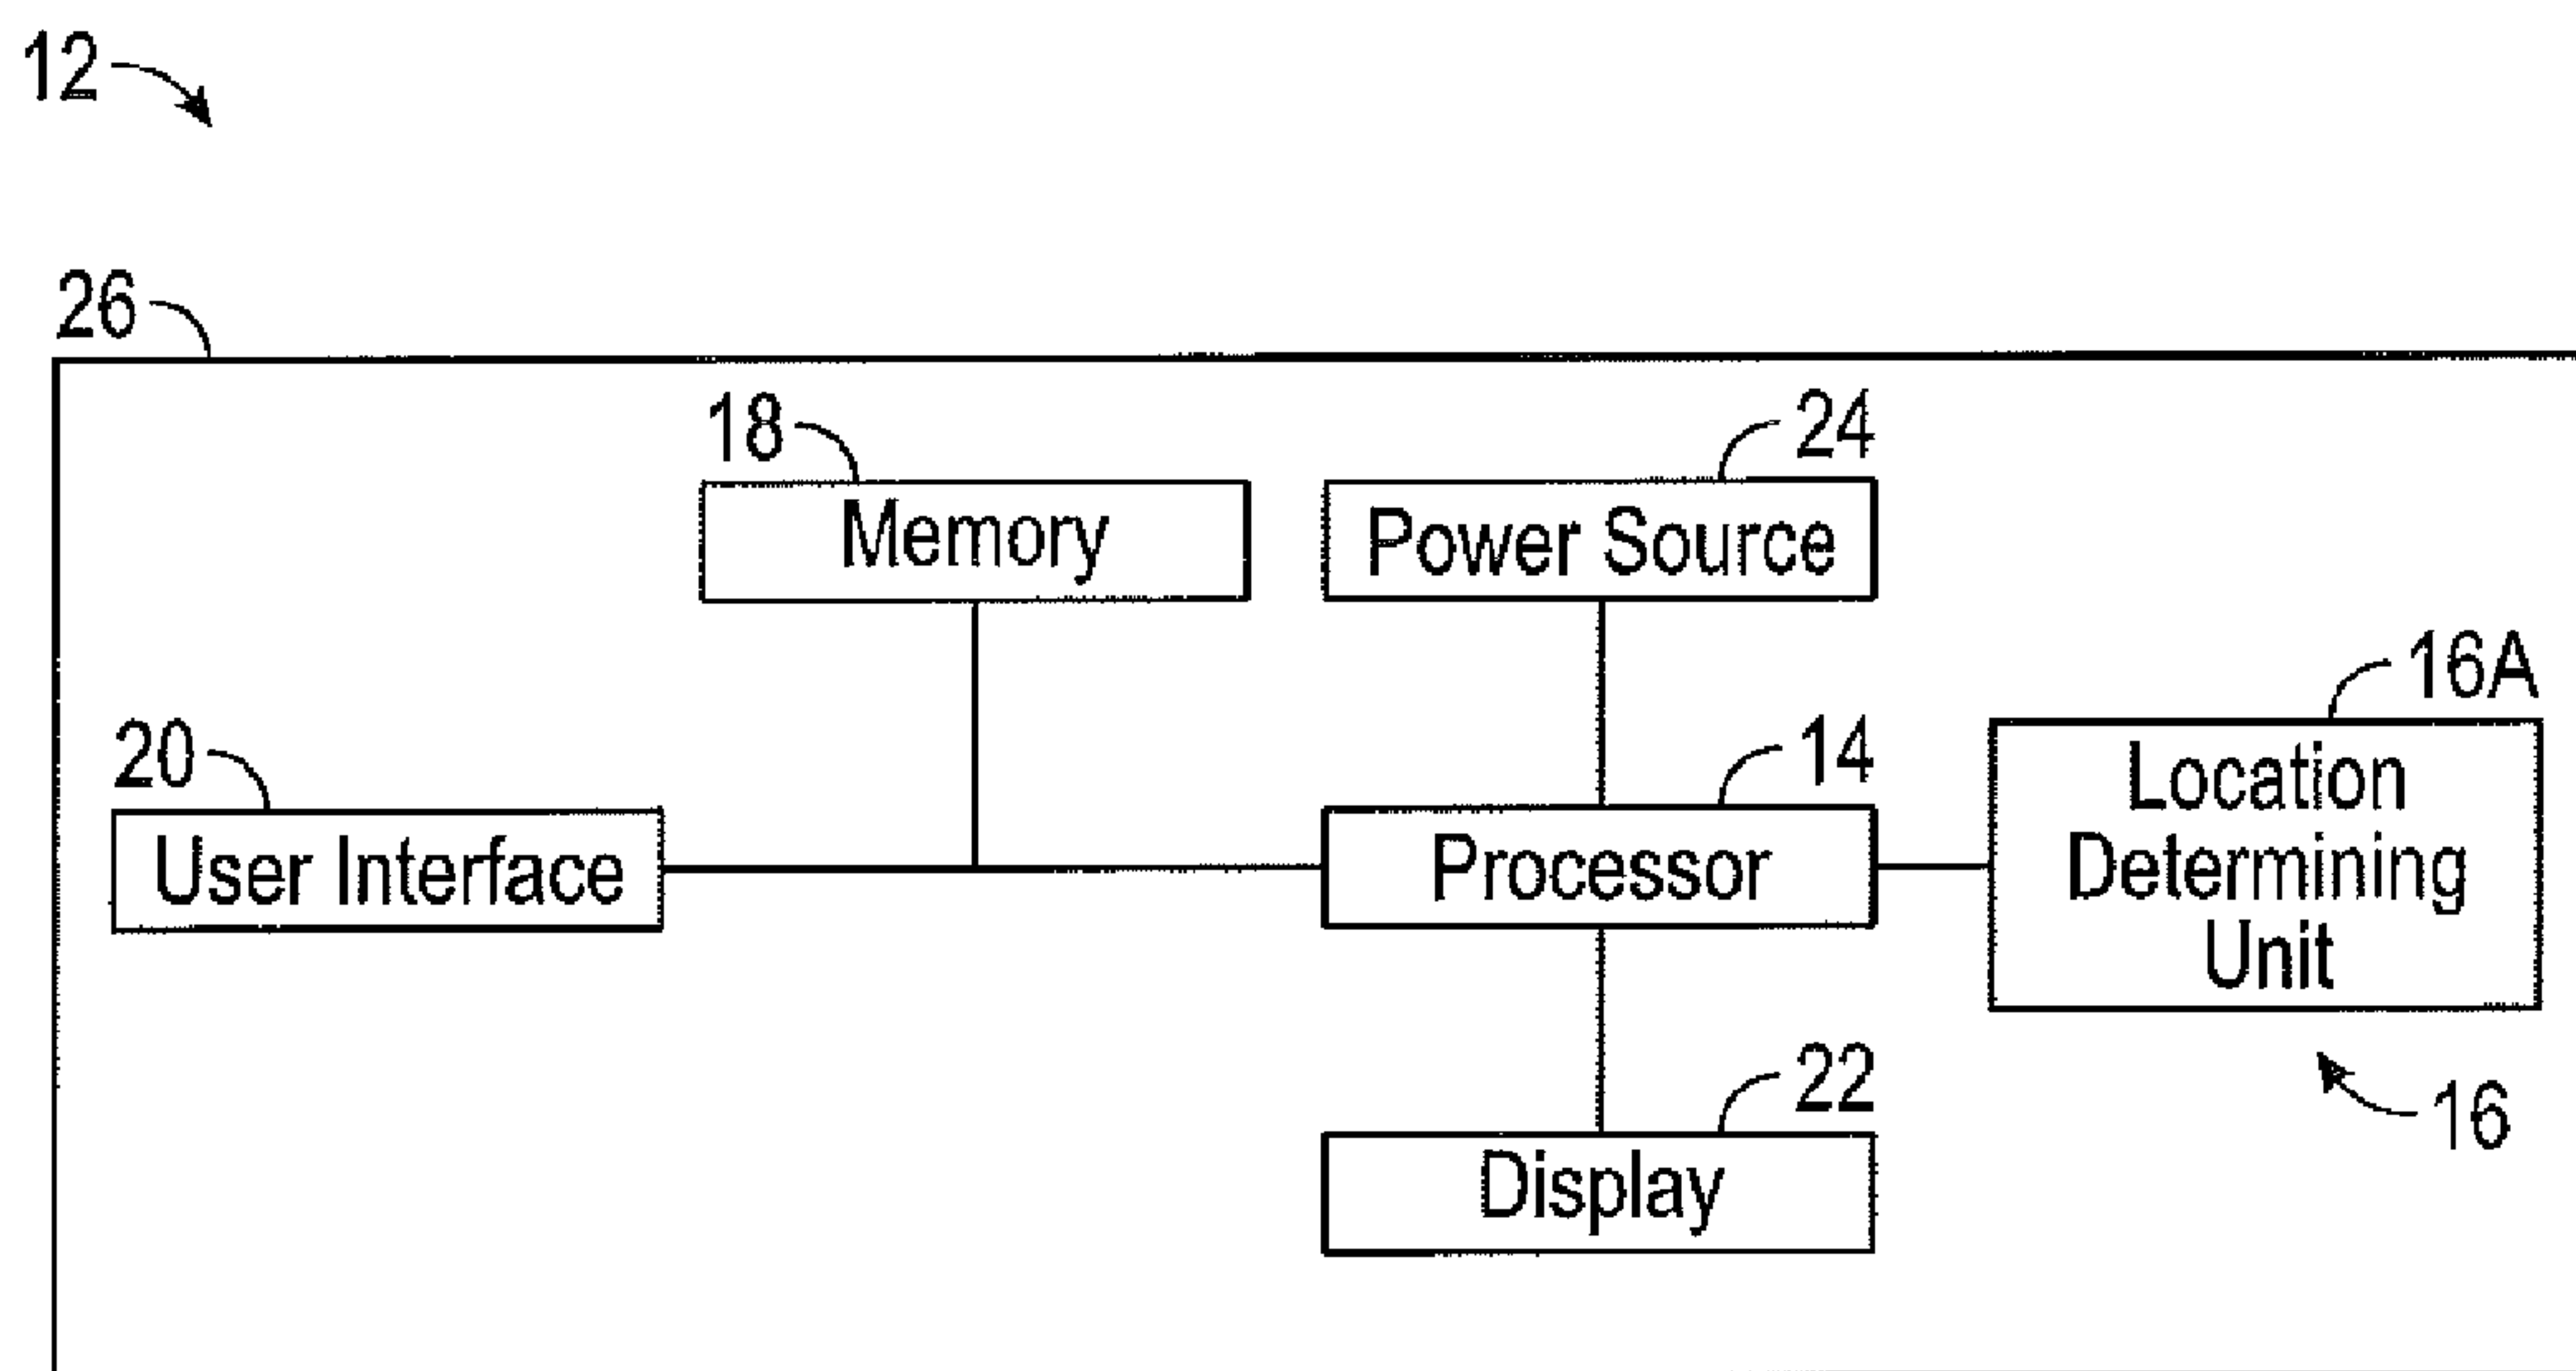 12
26
18
Memory
24
Power Source
16A
Location
Determining
Unit
20
User Interface
14
Processor
22
Display
16